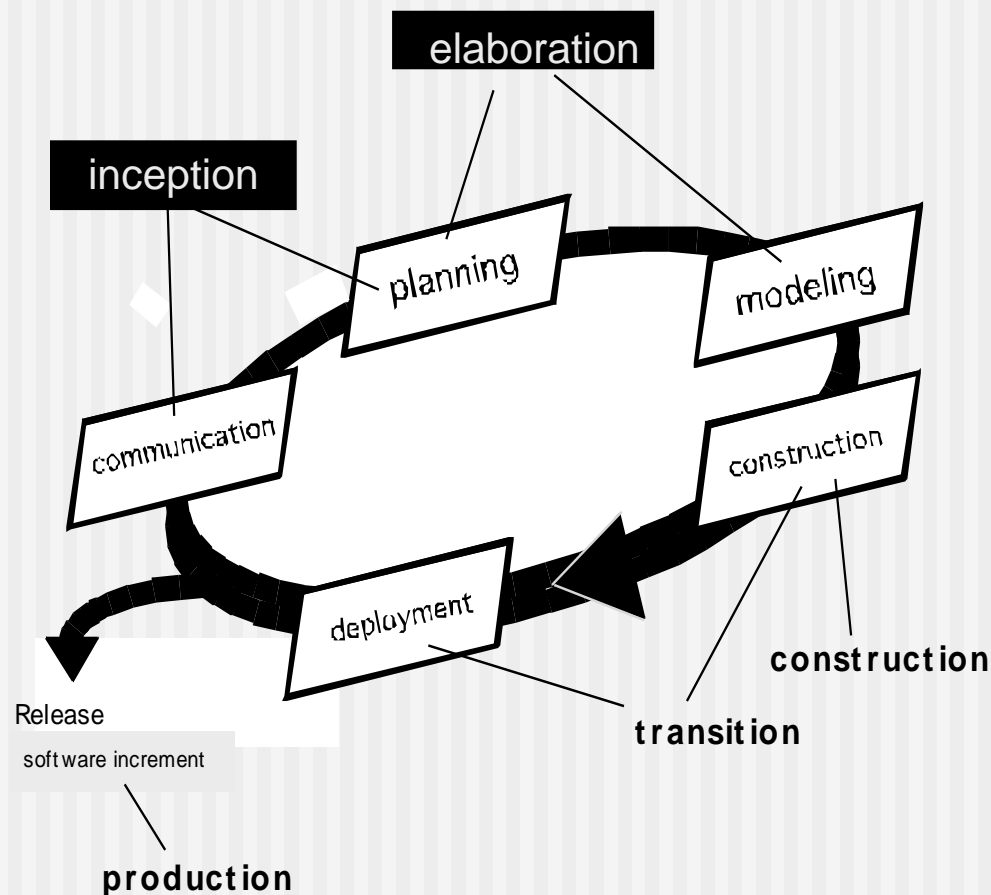 elaboration
inception
planning
modeling
communication
construction
deployment
construction
transition
Release
software increment
production